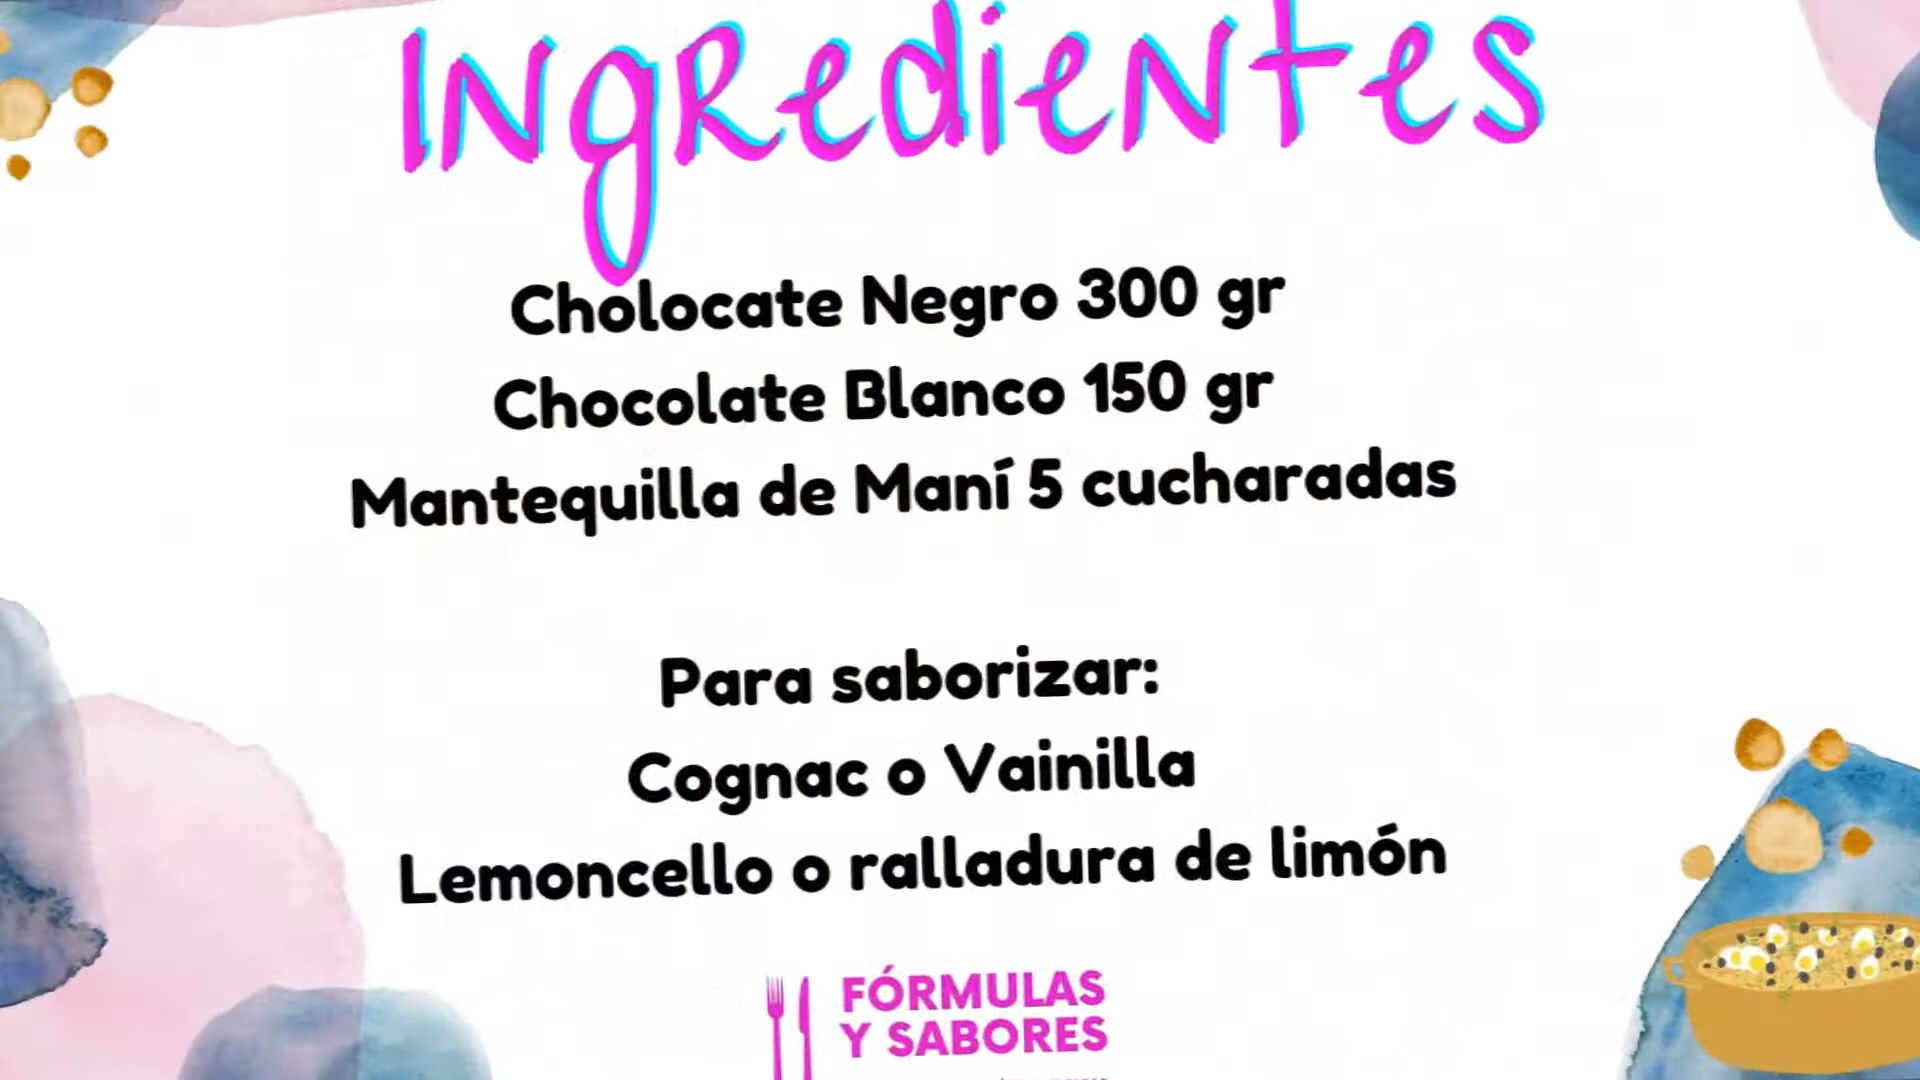 Ingredientes
Cholocate Negro 300 gr
Chocolate Blanco 150 gr
Mantequilla de Maní 5 cucharadas
Para saborizar:
Cognac o Vainilla
Lemoncello o ralladura de limón
FÓRMULAS
Y SABORES